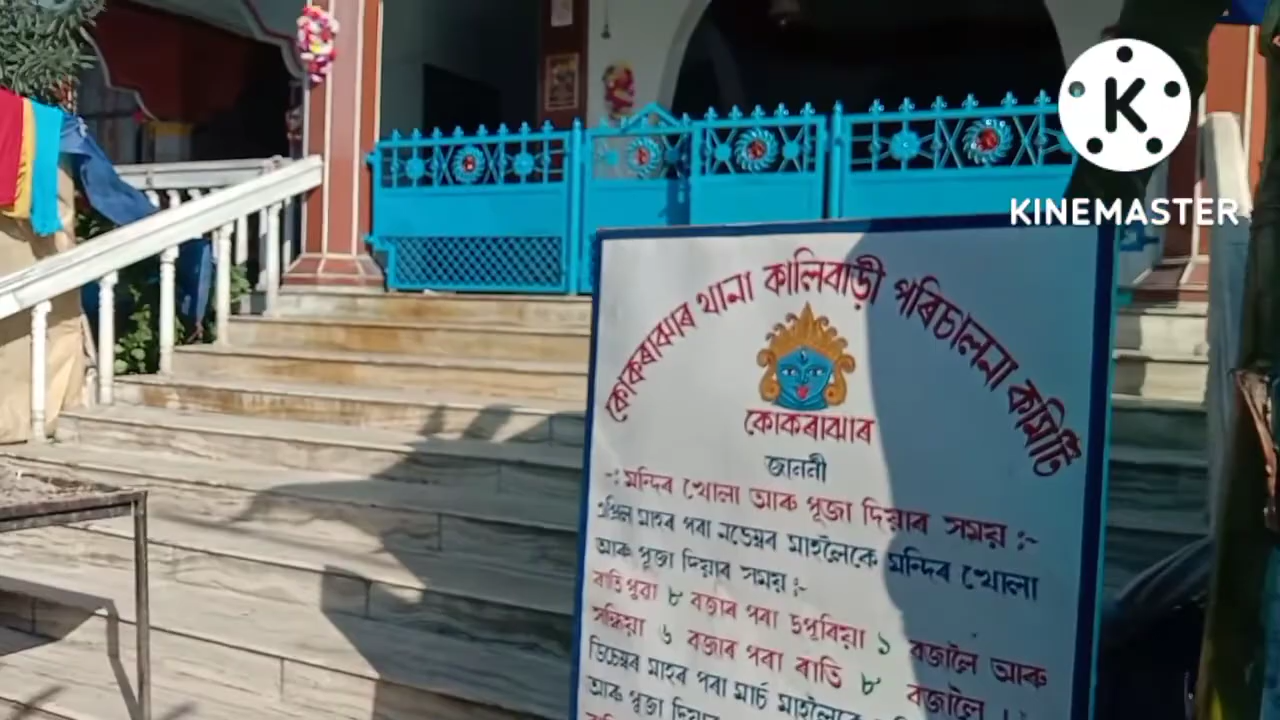 কোকৰাঝাৰ থানা কালিবাড়ী পৰিচালনা কমিটি
কোকৰাঝাৰ
জাননী
-: মন্দিৰ খোলা আৰু পূজা দিয়াৰ সময় :-
এপ্ৰিল মাহৰ পৰা নভেম্বৰ মাহলৈকে মন্দিৰ খোলা
আৰু পূজা দিয়াৰ সময় :-
ৰাতিপুৱা ৮ বজাৰ পৰা দুপৰিয়া ১ বজালৈ আৰু
সন্ধিয়া ৬ বজাৰ পৰা ৰাতি ৮ বজালৈ ।
ডিচেম্বৰ মাহৰ পৰা মাৰ্চ মাহলৈকে
আৰু পূজা দিয়াৰ
K
KINEMASTER